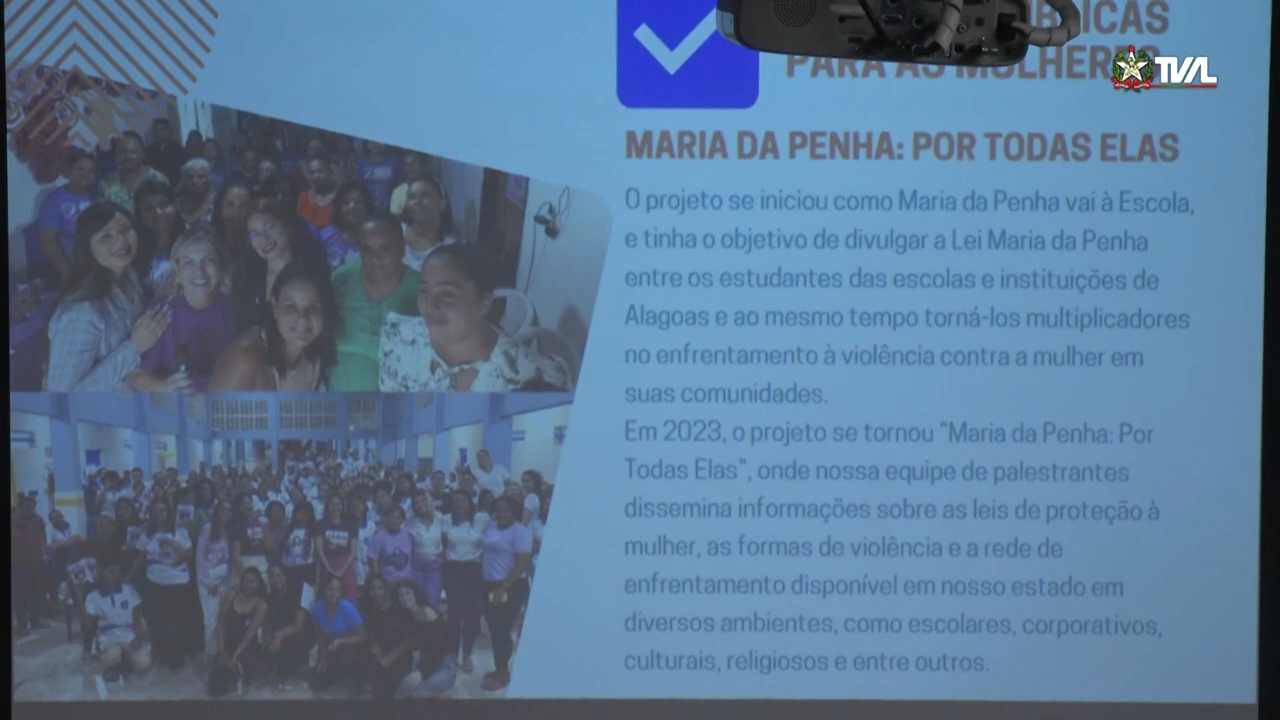 PARA AS MULHERES
TVAL
MARIA DA PENHA: POR TODAS ELAS
O projeto se iniciou como Maria da Penha vai à Escola,
e tinha o objetivo de divulgar a Lei Maria da Penha
entre os estudantes das escolas e instituições de
Alagoas e ao mesmo tempo torná-los multiplicadores
no enfrentamento à violência contra a mulher em
suas comunidades.
Em 2023, o projeto se tornou "Maria da Penha: Por
Todas Elas", onde nossa equipe de palestrantes
dissemina informações sobre as leis de proteção à
mulher, as formas de violência e a rede de
enfrentamento disponível em nosso estado em
diversos ambientes, como escolares, corporativos,
culturais, religiosos e entre outros.